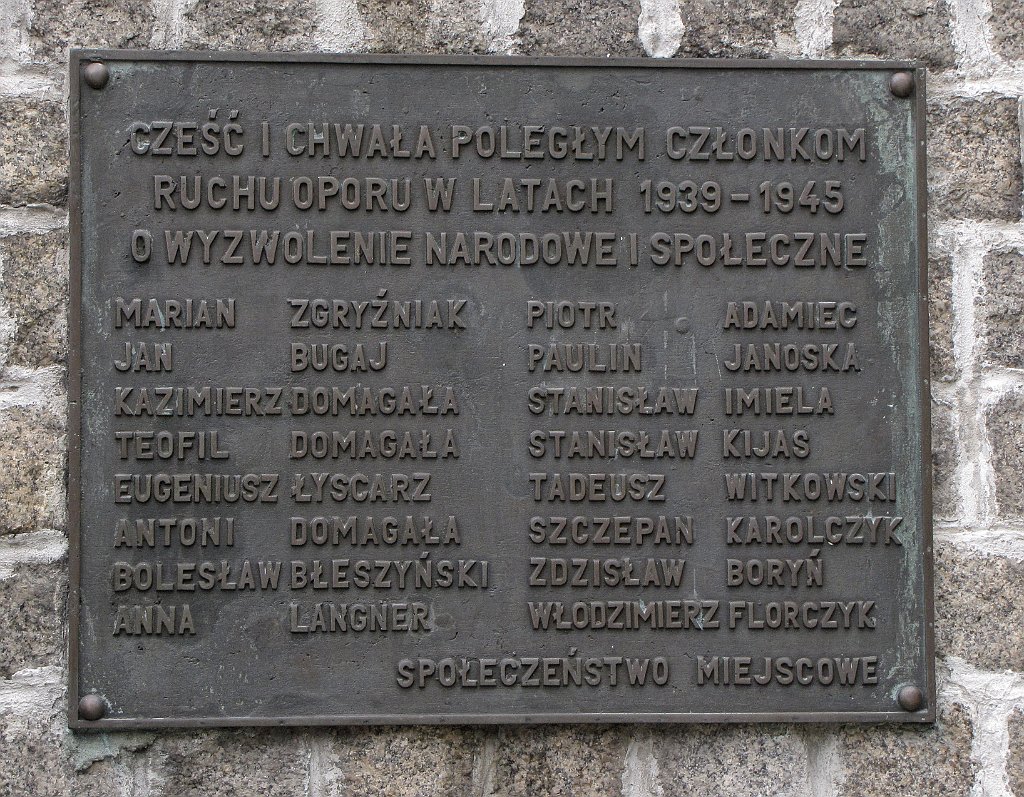 CZEŚĆ I CHWAŁA POLEGŁYM CZŁONKOM
RUCHU OPORU W LATACH 1939-1945
O WYZWOLENIE NARODOWE I SPOŁECZNE
MARIAN ZGRYŹNIAK PIOTR ADAMIEC
JAN BUGAJ PAULIN JANOSKA
KAZIMIERZ DOMAGAŁA STANISŁAW IMIELA
TEOFIL DOMAGAŁA STANISŁAW KIJAS
EUGENIUSZ ŁYSCARZ TADEUSZ WITKOWSKI
ANTONI DOMAGAŁA SZCZEPAN KAROLCZYK
BOLESŁAW BŁESZYŃSKI ZDZISŁAW BORYŃ
ANNA LANGNER WŁODZIMIERZ FLORCZYK
SPOŁECZEŃSTWO MIEJSCOWE